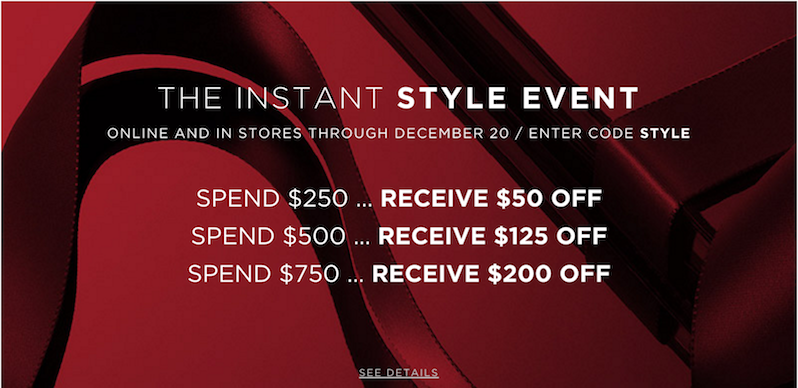 THE INSTANT STYLE EVENT
ONLINE AND IN STORES THROUGH DECEMBER 20 / ENTER CODE STYLE
SPEND $250 ... RECEIVE $50 OFF
SPEND $500 ... RECEIVE $125 OFF
SPEND $750 ... RECEIVE $200 OFF
SEE DETAILS